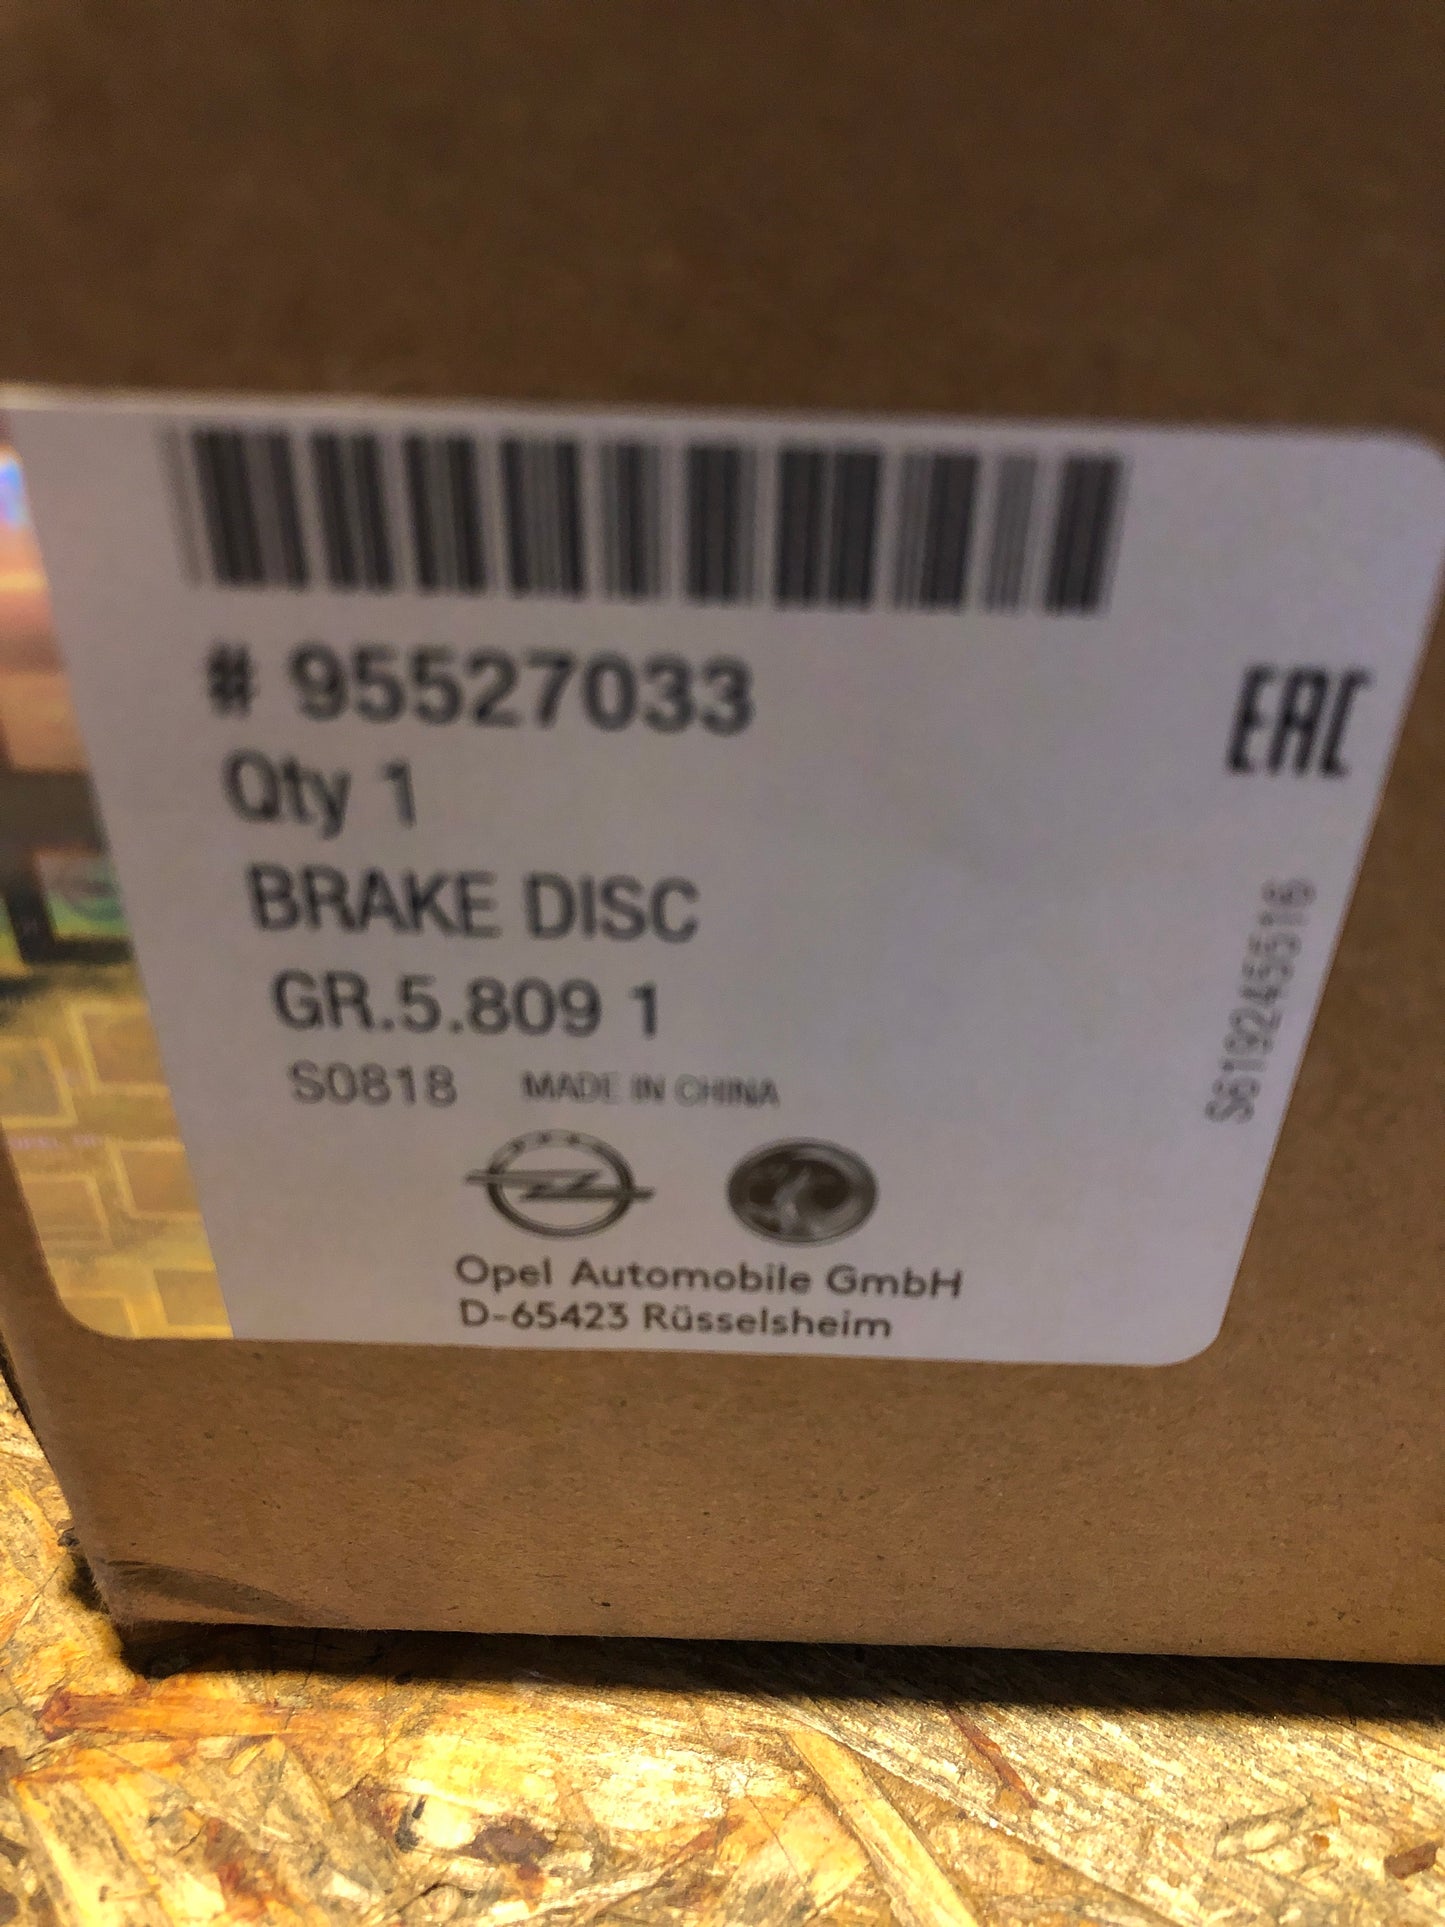 # 95527033
Qty 1
BRAKE DISC
GR.5.809 1
S0818 MADE IN CHINA
Opel Automobile GmbH
D-65423 Rüsselsheim
EAC
S6192455516